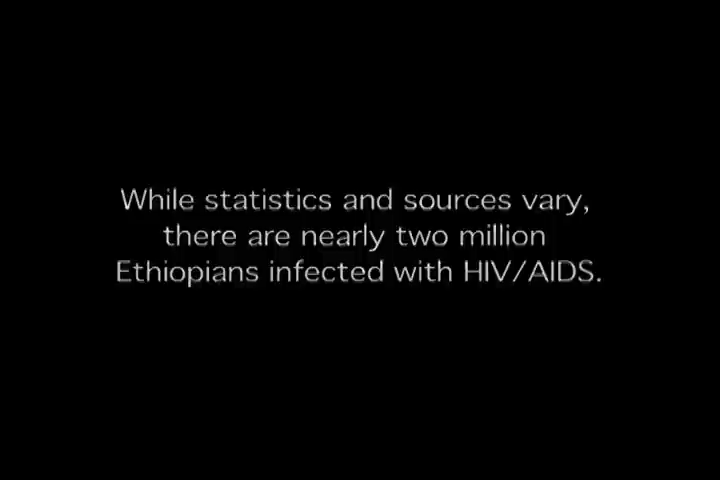 While statistics and sources vary,
there are nearly two million
Ethiopians infected with HIV/AIDS.